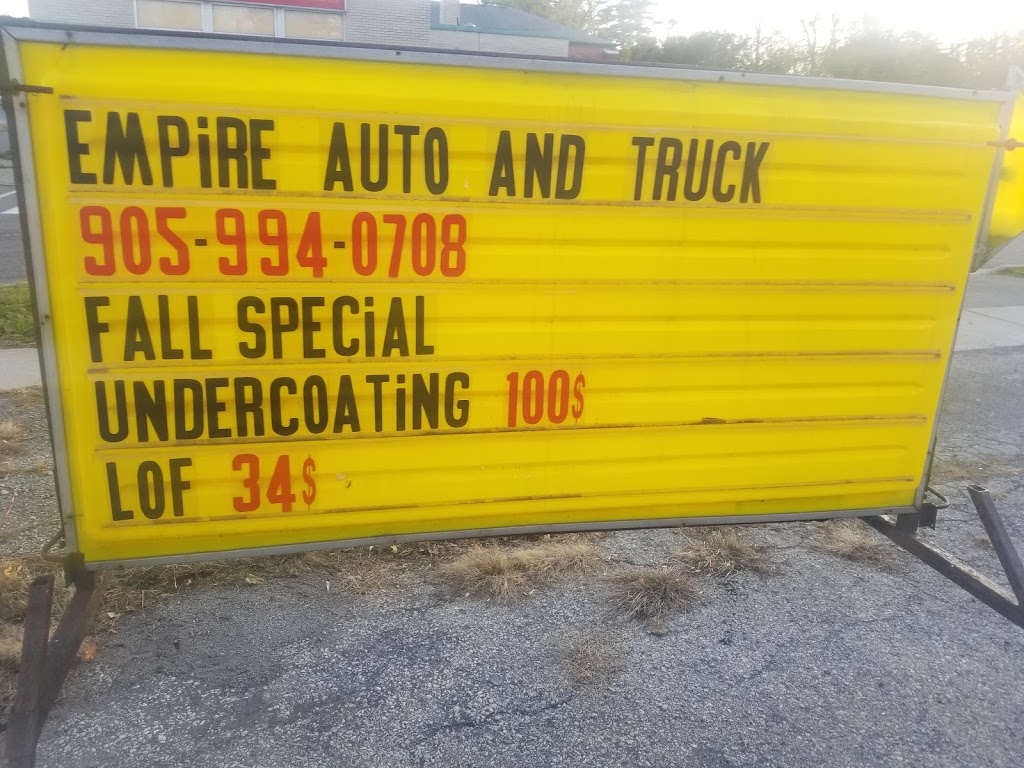 EMPiRE AUTO AND TRUCK
905-994-0708
FALL SPECiAL
UNDERCOATiNG 100$
LOF 34$